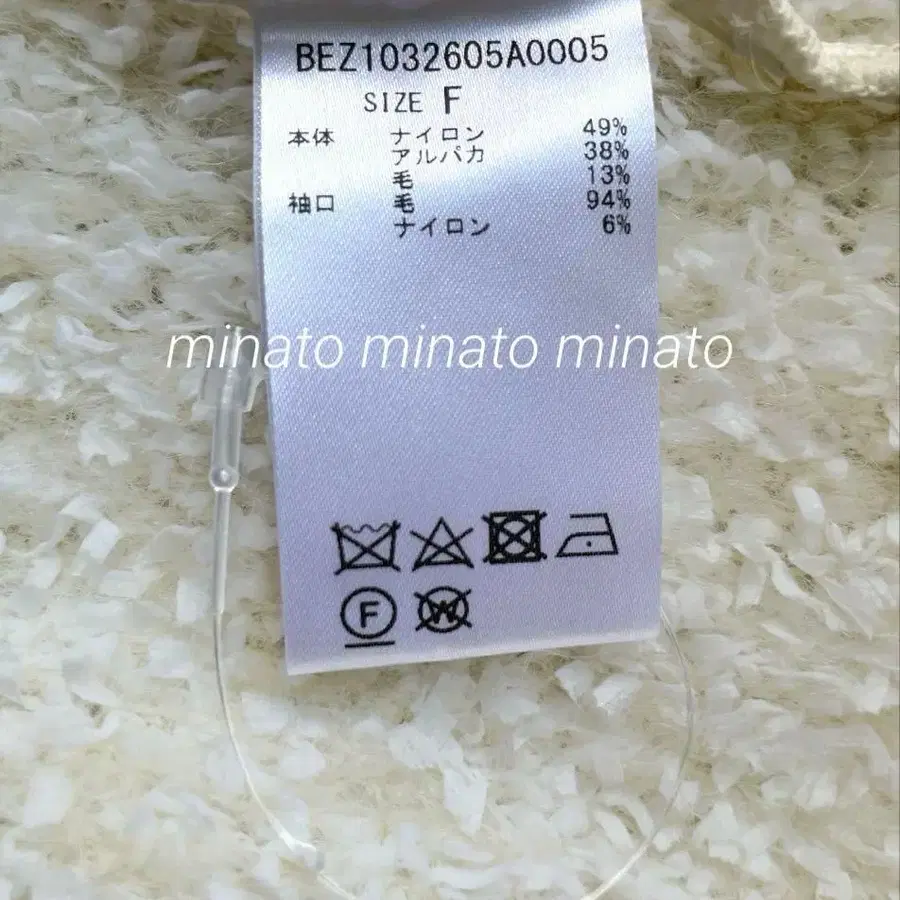 BEZ1032605A0005
SIZE F
本体 ナイロン 49%
アルパカ 38%
毛 13%
袖口 毛 94%
ナイロン 6%
minato minato minato
F W